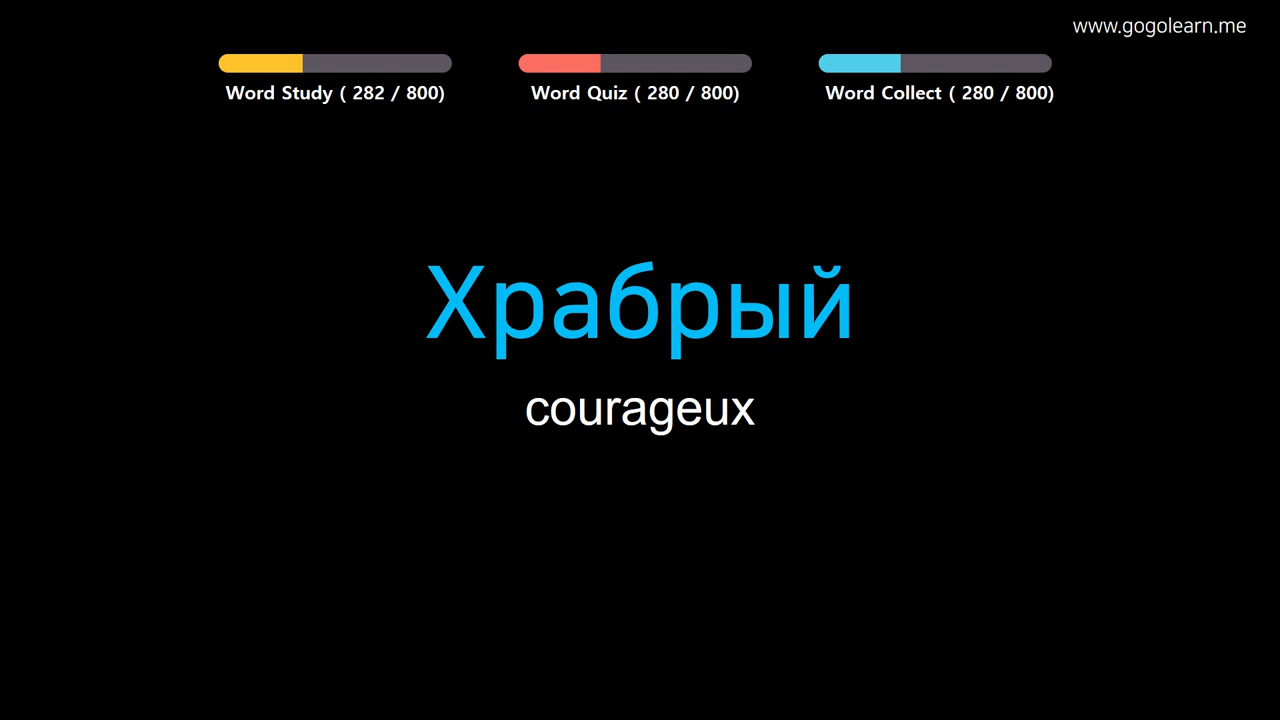 www.gogolearn.me
Word Study ( 282 / 800)
Word Quiz ( 280 / 800)
Word Collect ( 280 / 800)
Храбрый
courageux